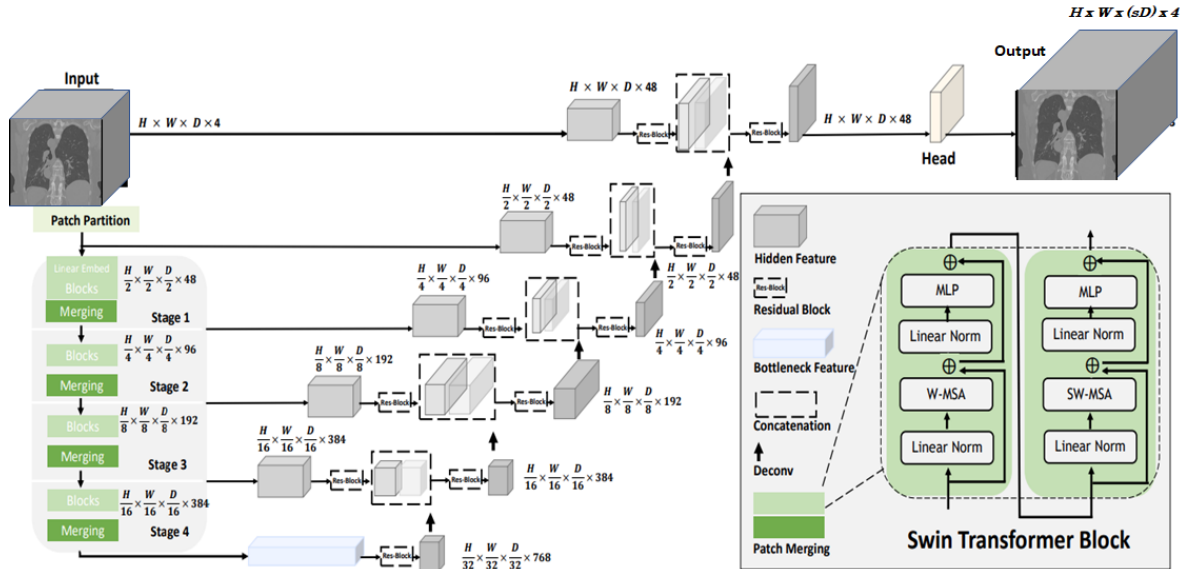 H x W x (sD) x 4
Output
Input
H × W × D × 48
H × W × D × 4
Res-Block
Res-Block
H × W × D × 48
Head
Patch Partition
H/2 × W/2 × D/2 × 48
Res-Block
Res-Block
H/2 × W/2 × D/2 × 48
Linear Embed
Blocks
H/2 × W/2 × D/2 × 48
Merging
Stage 1
H/4 × W/4 × D/4 × 96
Res-Block
Res-Block
H/4 × W/4 × D/4 × 96
Blocks
H/4 × W/4 × D/4 × 96
Merging
Stage 2
H/8 × W/8 × D/8 × 192
Res-Block
Res-Block
H/8 × W/8 × D/8 × 192
Blocks
H/8 × W/8 × D/8 × 192
Merging
Stage 3
H/16 × W/16 × D/16 × 384
Res-Block
Res-Block
H/16 × W/16 × D/16 × 384
Blocks
H/16 × W/16 × D/16 × 384
Merging
Stage 4
Res-Block
H/32 × W/32 × D/32 × 768
Hidden Feature
Res-Block
Residual Block
Bottleneck Feature
Concatenation
Deconv
Patch Merging
MLP
Linear Norm
W-MSA
Linear Norm
MLP
Linear Norm
SW-MSA
Linear Norm
Swin Transformer Block